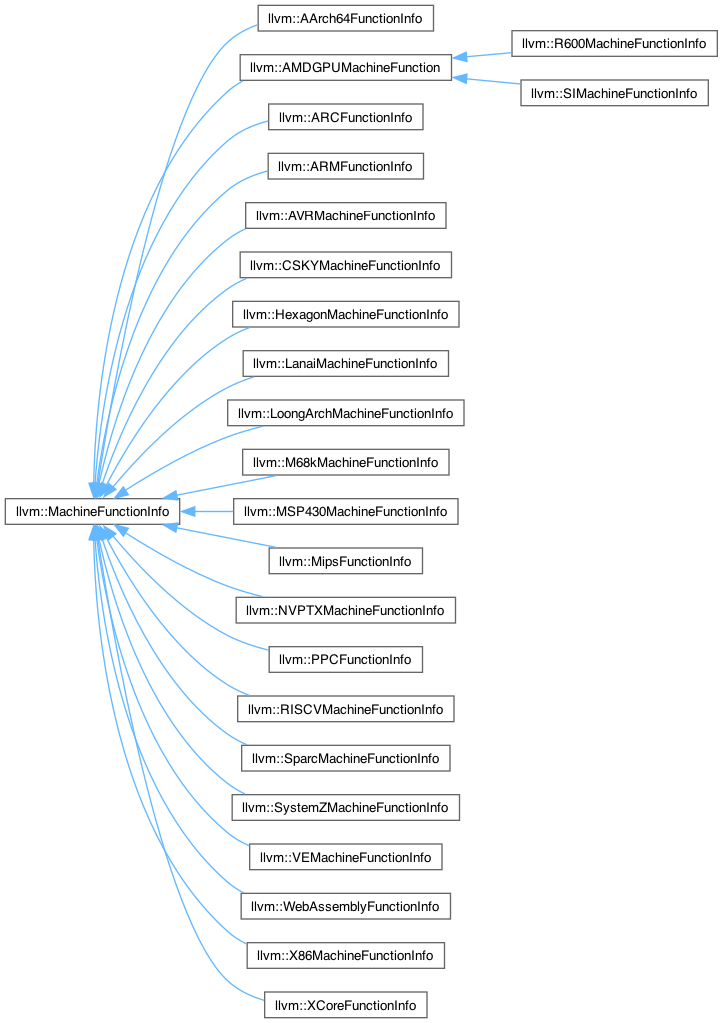 llvm::AArch64FunctionInfo
llvm::R600MachineFunctionInfo
llvm::AMDGPUMachineFunction
llvm::SIMachineFunctionInfo
llvm::ARCFunctionInfo
llvm::ARMFunctionInfo
llvm::AVRMachineFunctionInfo
llvm::CSKYMachineFunctionInfo
llvm::HexagonMachineFunctionInfo
llvm::LanaiMachineFunctionInfo
llvm::LoongArchMachineFunctionInfo
llvm::M68kMachineFunctionInfo
llvm::MachineFunctionInfo
llvm::MSP430MachineFunctionInfo
llvm::MipsFunctionInfo
llvm::NVPTXMachineFunctionInfo
llvm::PPCFunctionInfo
llvm::RISCVMachineFunctionInfo
llvm::SparcMachineFunctionInfo
llvm::SystemZMachineFunctionInfo
llvm::VEMachineFunctionInfo
llvm::WebAssemblyFunctionInfo
llvm::X86MachineFunctionInfo
llvm::XCoreFunctionInfo